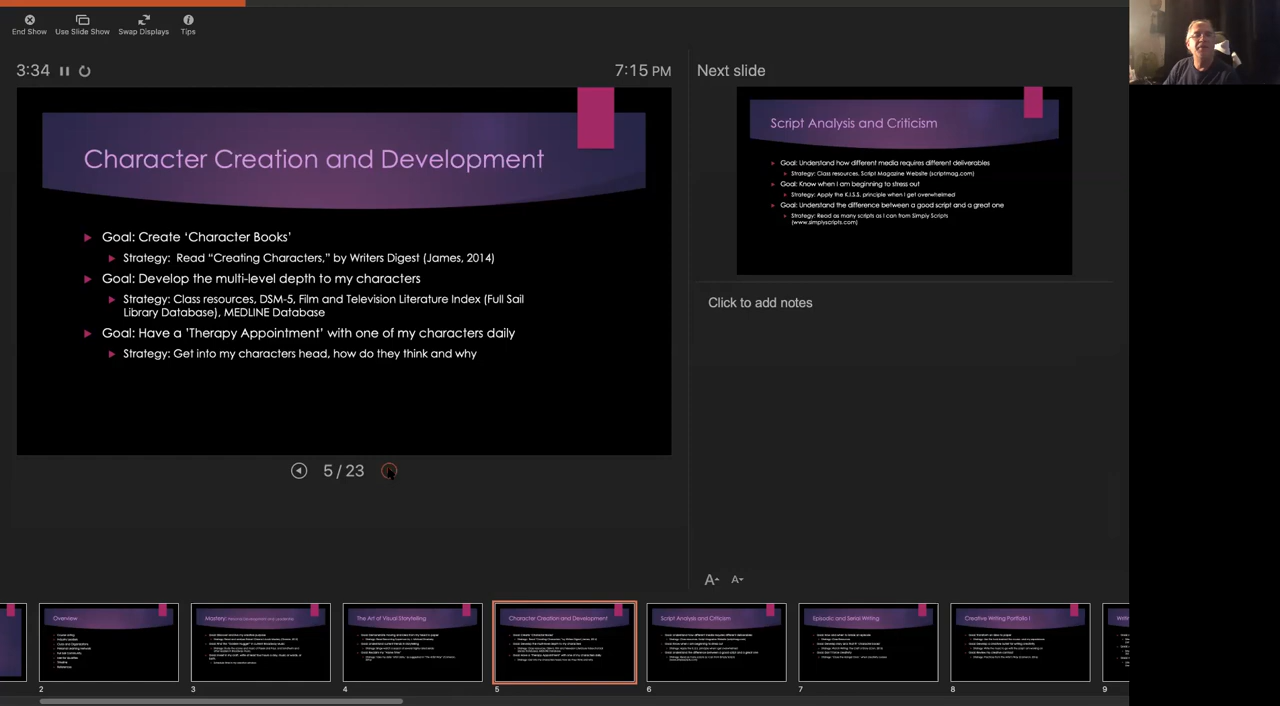 End Show
Use Slide Show
Swap Displays
Tips
3:34
7:15 PM
Character Creation and Development
Goal: Create ‘Character Books’
Strategy:  Read “Creating Characters,” by Writers Digest (James, 2014)
Goal: Develop the multi-level depth to my characters
Strategy: Class resources, DSM-5, Film and Television Literature Index (Full Sail
Library Database), MEDLINE Database
Goal: Have a ’Therapy Appointment’ with one of my characters daily
Strategy: Get into my characters head, how do they think and why
5 / 23
Next slide
Script Analysis and Criticism
Goal: Understand how different media requires different deliverables
Strategy: Class resources, Script Magazine Website (scriptmag.com)
Goal: Know when I am beginning to stress out
Strategy: Apply the K.I.S.S. principle when I get overwhelmed
Goal: Understand the difference between a good script and a great one
Strategy: Read as many scripts as I can from Simply Scripts
(www.simplyscripts.com)
Click to add notes
A
A
Overview
Mastery: Personal Development and Leadership
The Art of Visual Storytelling
Character Creation and Development
Script Analysis and Criticism
Episodic and Serial Writing
Creative Writing Portfolio I
2
3
4
5
6
7
8
9